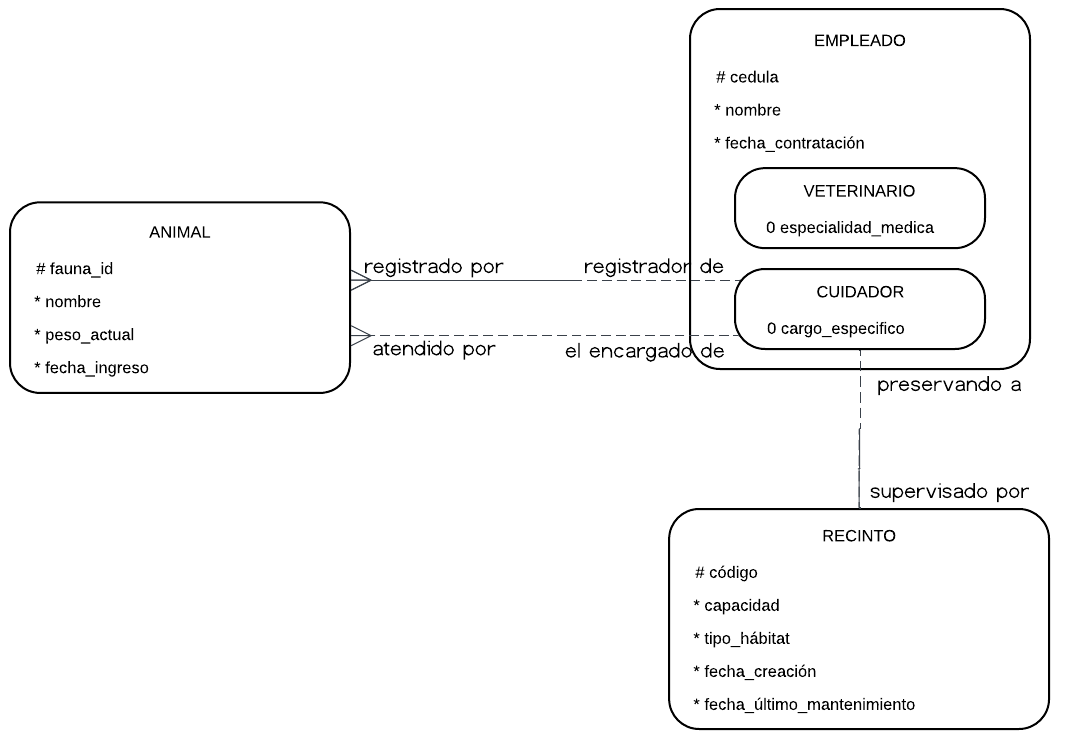 EMPLEADO
# cedula
* nombre
* fecha_contratación
VETERINARIO
0 especialidad_medica
CUIDADOR
0 cargo_especifico
ANIMAL
# fauna_id
* nombre
* peso_actual
* fecha_ingreso
registrado por
registrador de
atendido por
el encargado de
preservando a
supervisado por
RECINTO
# código
* capacidad
* tipo_hábitat
* fecha_creación
* fecha_último_mantenimiento